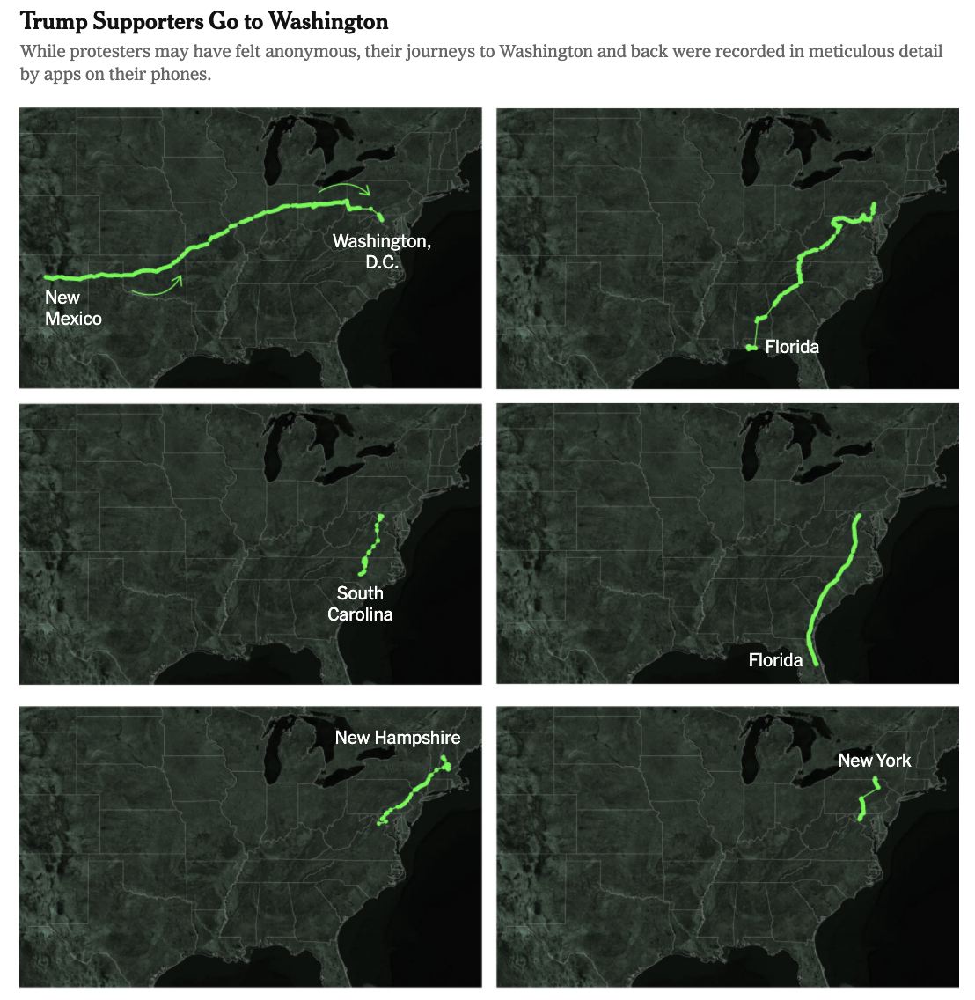 Trump Supporters Go to Washington
While protesters may have felt anonymous, their journeys to Washington and back were recorded in meticulous detail
by apps on their phones.
Washington,
D.C.
New
Mexico
Florida
South
Carolina
Florida
New Hampshire
New York